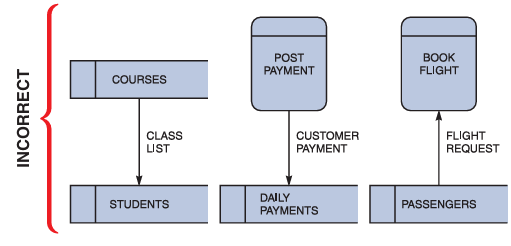 INCORRECT
COURSES
CLASS
LIST
STUDENTS
POST
PAYMENT
CUSTOMER
PAYMENT
DAILY
PAYMENTS
BOOK
FLIGHT
FLIGHT
REQUEST
PASSENGERS